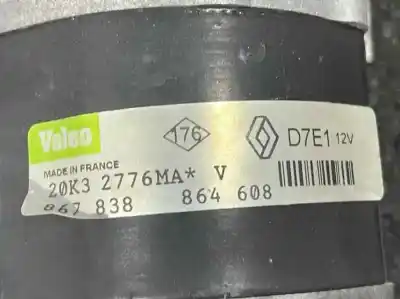 Valeo
176
D7E1 12V
MADE IN FRANCE
20K3 2776MA* V
867 838 864 608